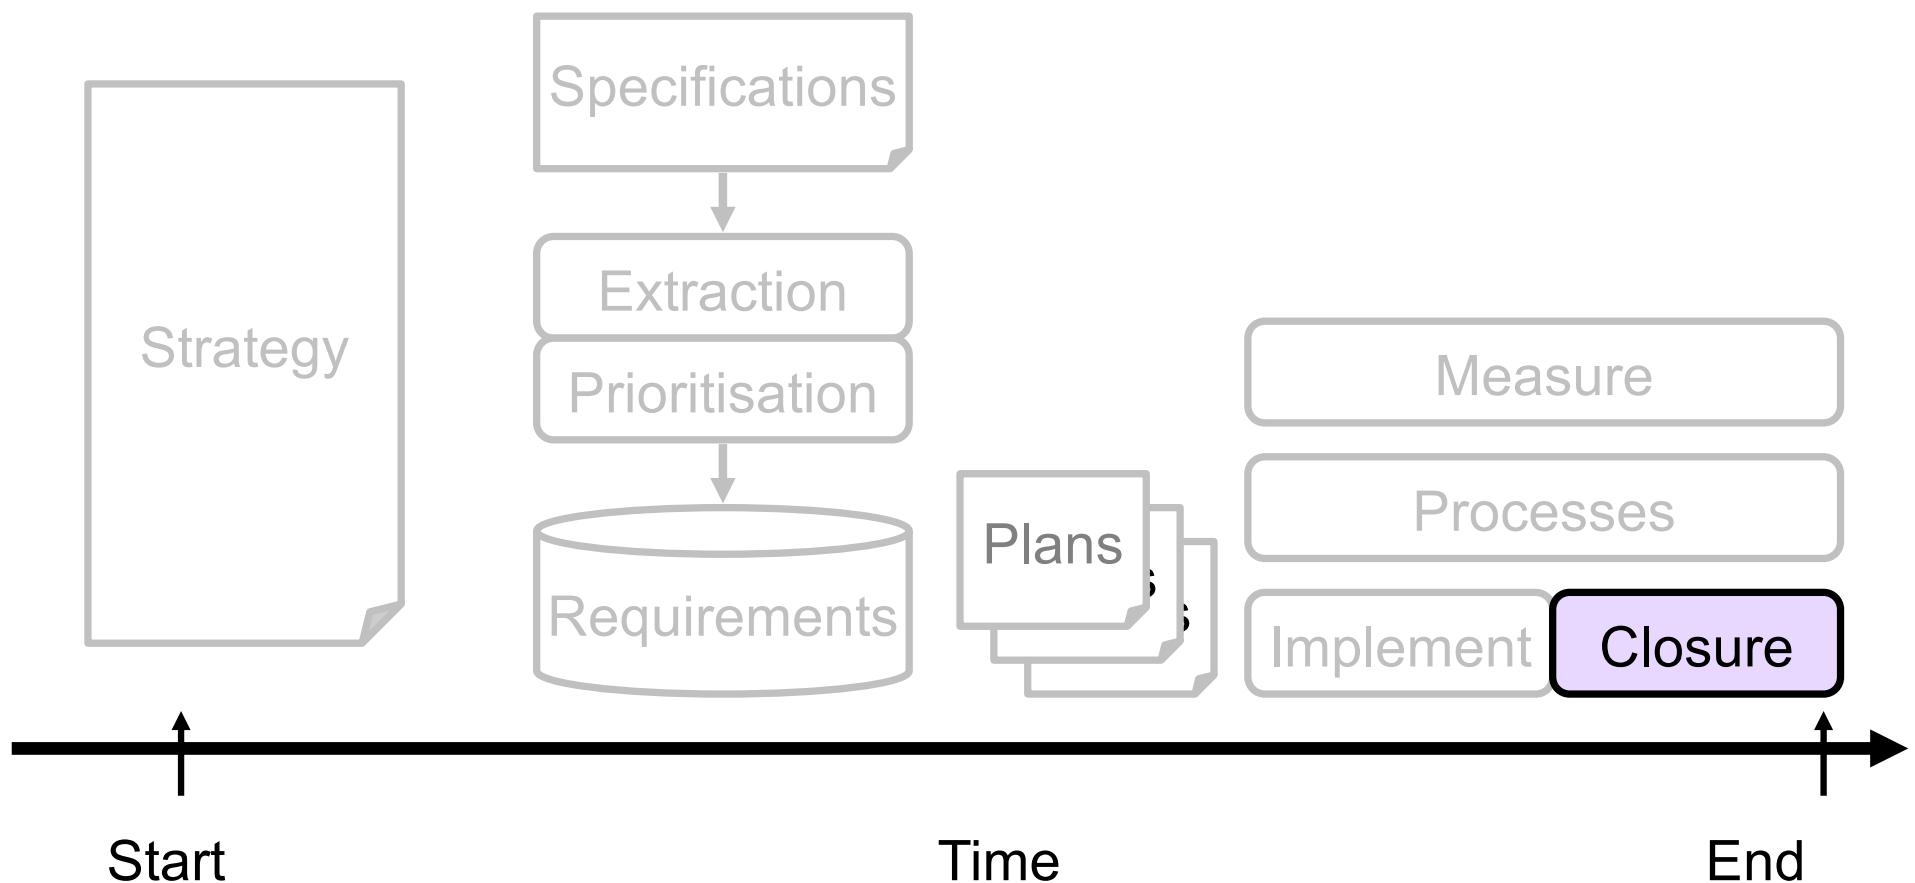 Specifications
Strategy
Extraction
Prioritisation
Requirements
Plans
s
s
Measure
Processes
Implement
Closure
Start
Time
End